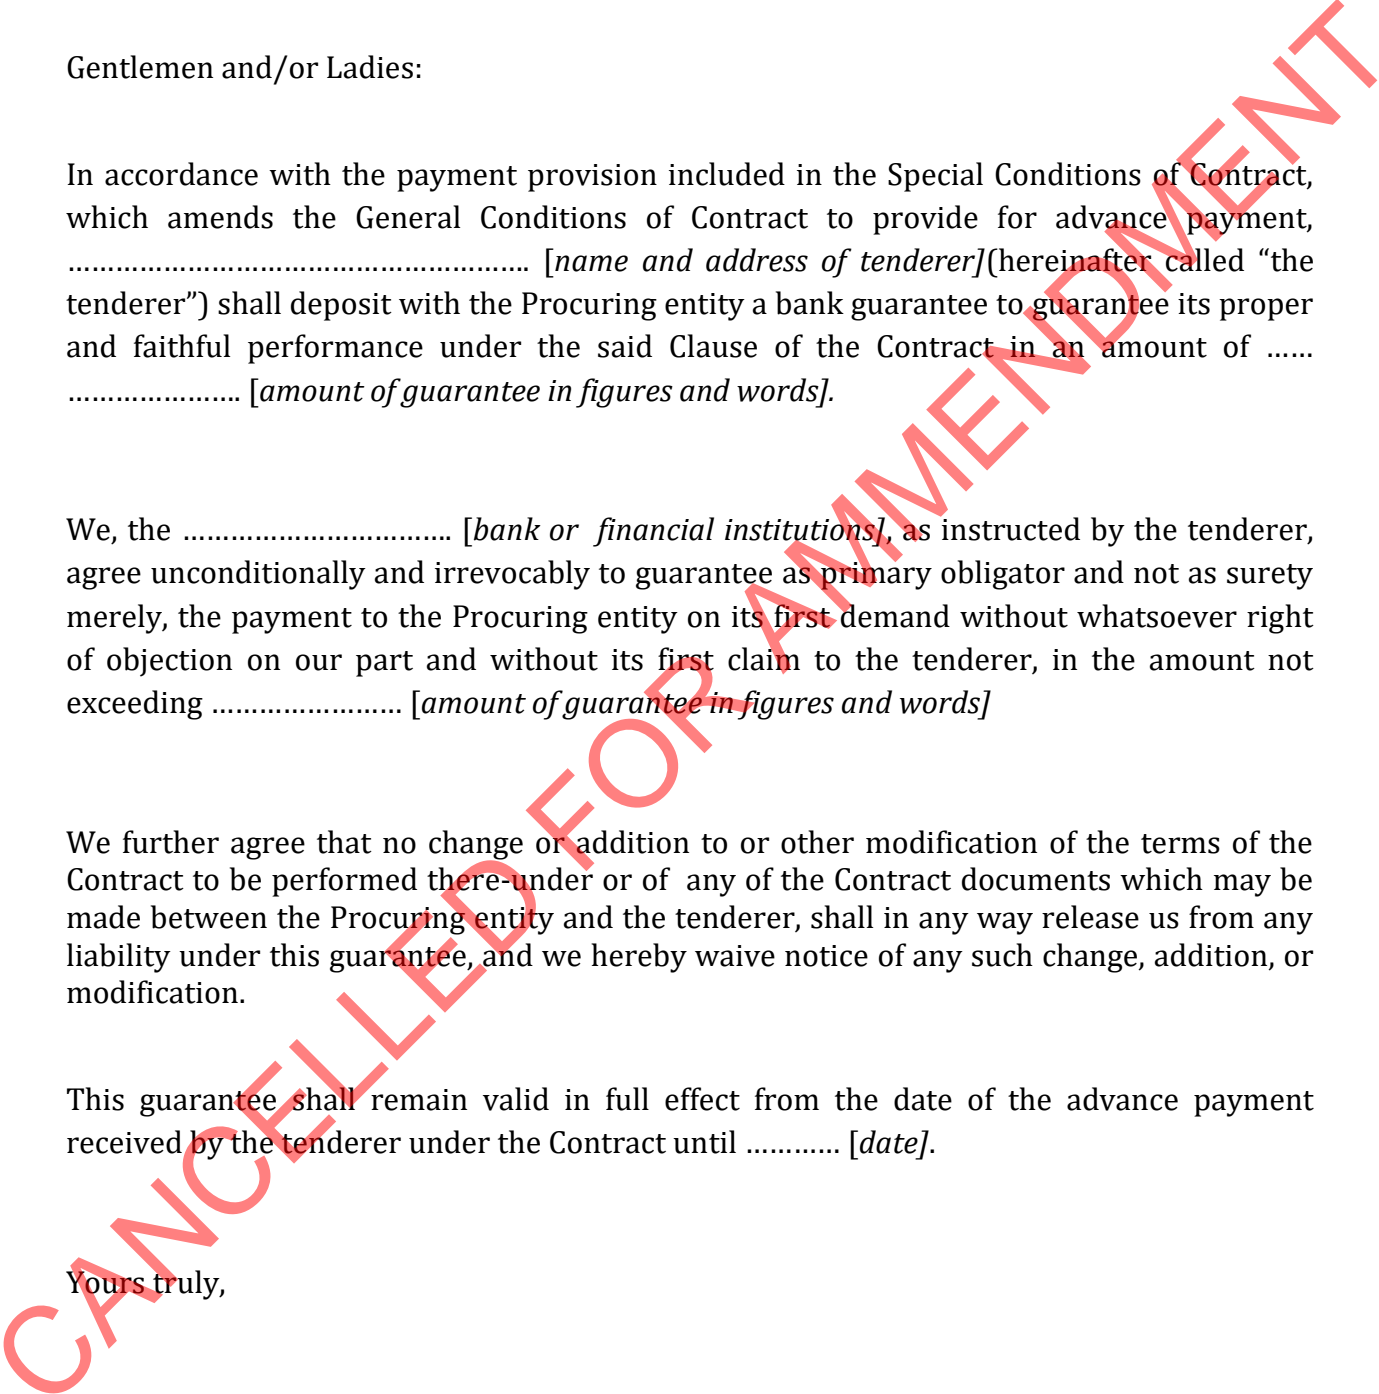 Gentlemen and/or Ladies:
In accordance with the payment provision included in the Special Conditions of Contract,
which amends the General Conditions of Contract to provide for advance payment,
…………………………………………………. [name and address of tenderer](hereinafter called “the
tenderer”) shall deposit with the Procuring entity a bank guarantee to guarantee its proper
and faithful performance under the said Clause of the Contract in an amount of ……
…………………. [amount of guarantee in figures and words].
We, the ……………………………. [bank or  financial institutions], as instructed by the tenderer,
agree unconditionally and irrevocably to guarantee as primary obligator and not as surety
merely, the payment to the Procuring entity on its first demand without whatsoever right
of objection on our part and without its first claim to the tenderer, in the amount not
exceeding …………………… [amount of guarantee in figures and words]
We further agree that no change or addition to or other modification of the terms of the
Contract to be performed there-under or of  any of the Contract documents which may be
made between the Procuring entity and the tenderer, shall in any way release us from any
liability under this guarantee, and we hereby waive notice of any such change, addition, or
modification.
This guarantee shall remain valid in full effect from the date of the advance payment
received by the tenderer under the Contract until ………… [date].
Yours truly,
CANCELLED FOR AMMENDMENT